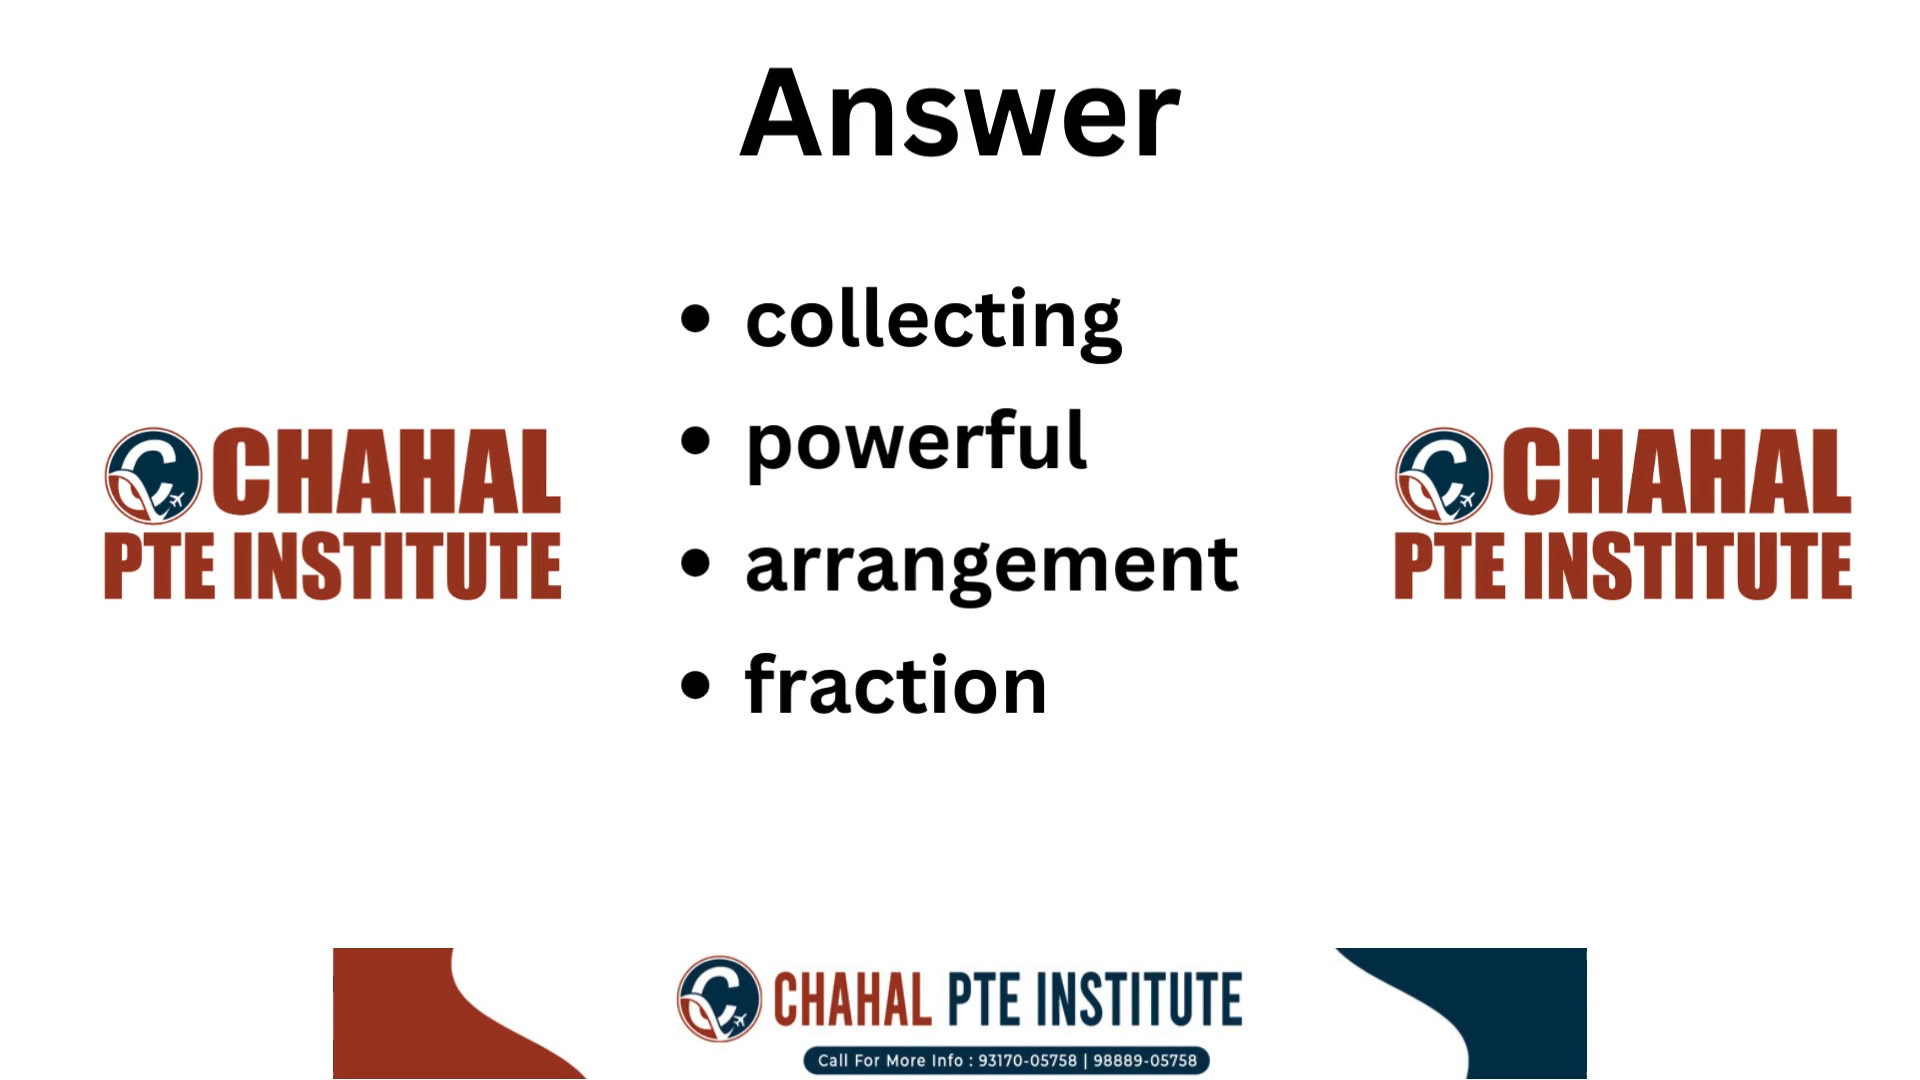 Answer
• collecting
• powerful
• arrangement
• fraction
CHAHAL
PTE INSTITUTE
CHAHAL
PTE INSTITUTE
CHAHAL PTE INSTITUTE
Call For More Info : 93170-05758 | 98889-05758